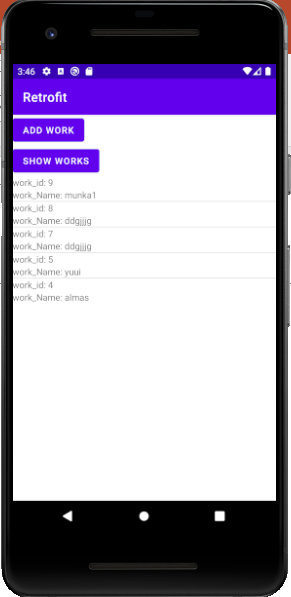 3:46
Retrofit
ADD WORK
SHOW WORKS
work_id: 9
work_Name: munka1
work_id: 8
work_Name: ddgjjjg
work_id: 7
work_Name: ddgjjjg
work_id: 5
work_Name: yuui
work_id: 4
work_Name: almas